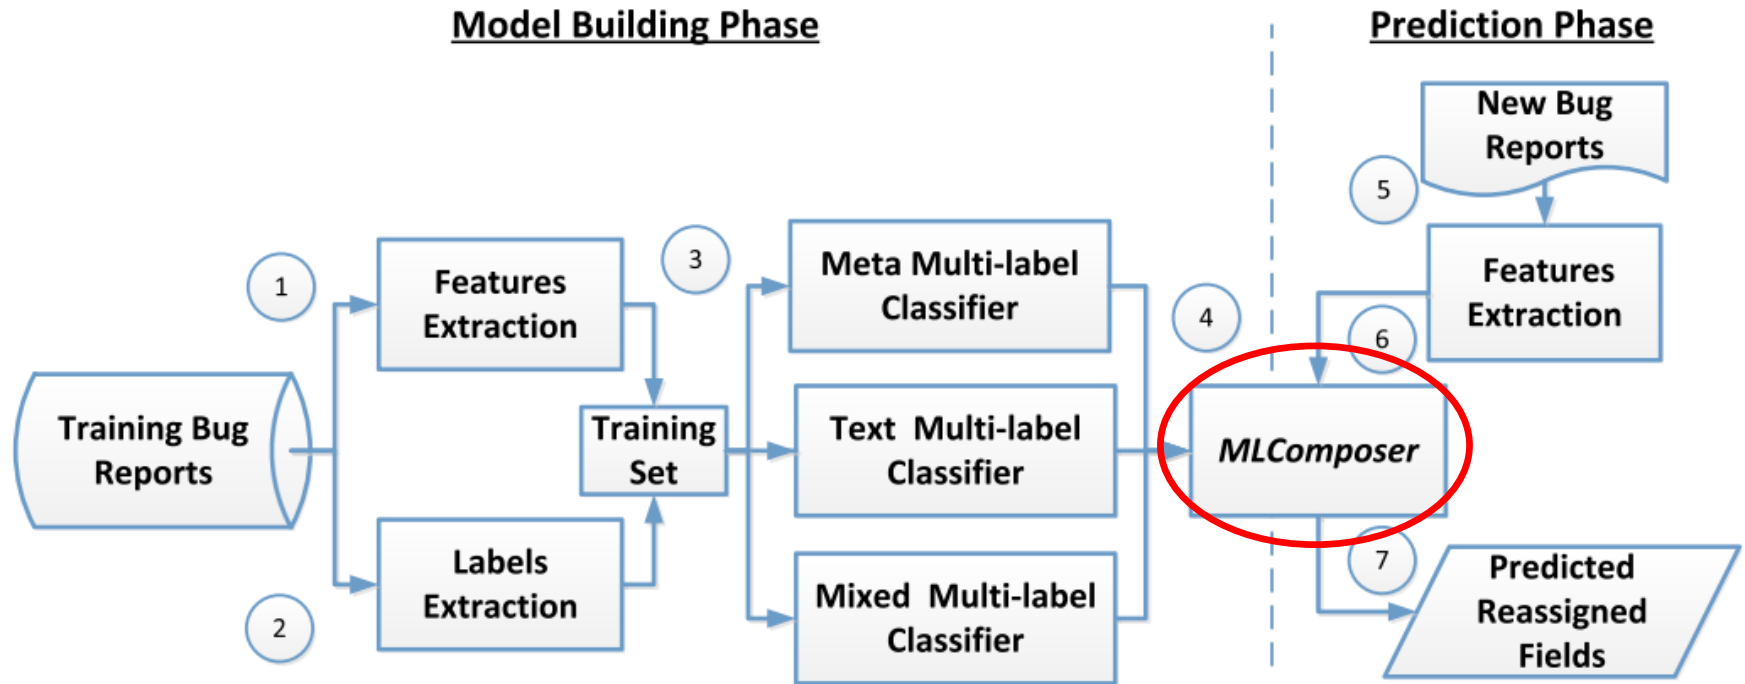 Model Building Phase
Prediction Phase
New Bug
Reports
5
Features
Extraction
1
Features
Extraction
3
Meta Multi-label
Classifier
4
6
Training Bug
Reports
Training
Set
Text  Multi-label
Classifier
MLComposer
2
Labels
Extraction
Mixed  Multi-label
Classifier
7
Predicted
Reassigned
Fields